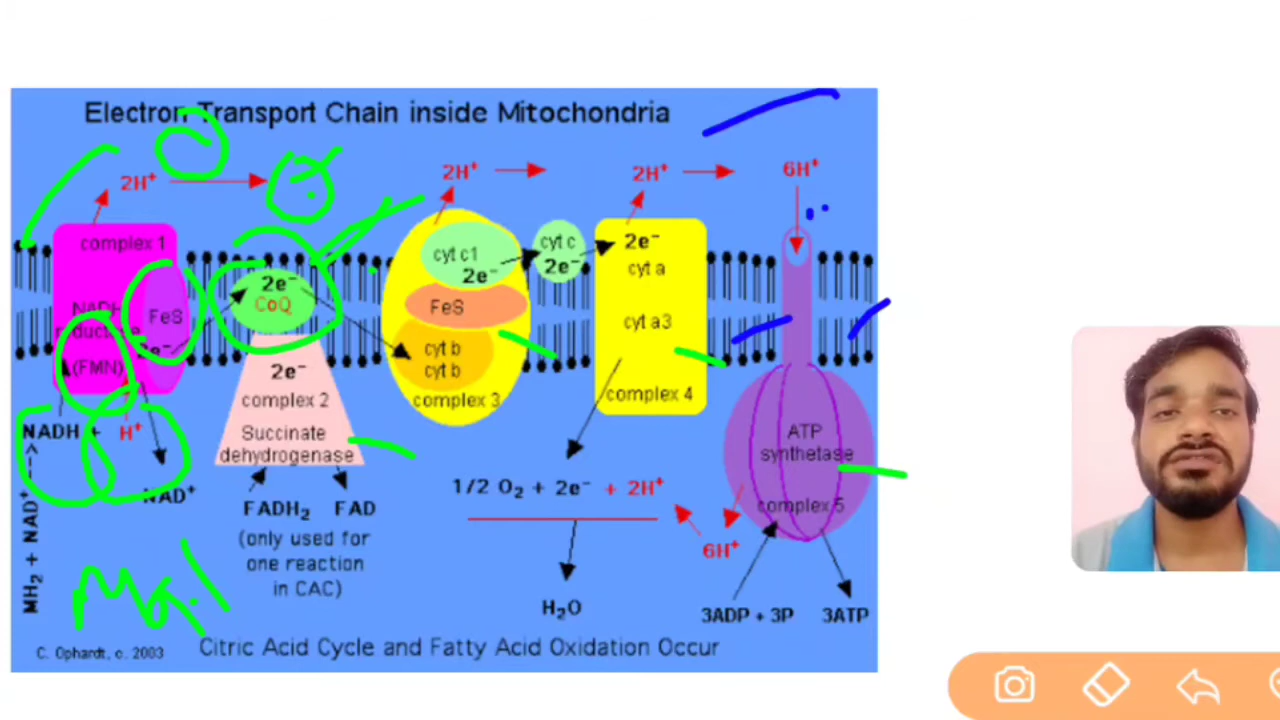 Electron Transport Chain inside Mitochondria
2H⁺
2H⁺
2H⁺
6H⁺
complex 1
NADH
reductase
(FMN)
FeS
2e⁻
CoQ
2e⁻
complex 2
Succinate
dehydrogenase
cyt c1
2e⁻
FeS
cyt b
cyt b
complex 3
cyt c
2e⁻
2e⁻
cyt a
cyt a3
complex 4
ATP
synthetase
complex 5
NADH + H⁺
NAD⁺
MH₂ + NAD⁺ --->
FADH₂ FAD
(only used for
one reaction
in CAC)
1/2 O₂ + 2e⁻ + 2H⁺
6H⁺
H₂O
3ADP + 3P 3ATP
C. Ophardt, c. 2003
Citric Acid Cycle and Fatty Acid Oxidation Occur